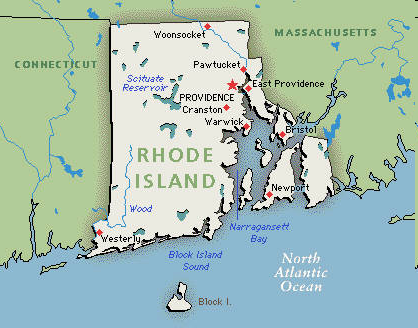 MASSACHUSETTS
Woonsocket
CONNECTICUT
Pawtucket
Scituate
Reservoir
East Providence
PROVIDENCE
Cranston
Warwick
Bristol
RHODE
ISLAND
Newport
Wood
Narragansett
Bay
Westerly
Block Island
Sound
North
Atlantic
Ocean
Block I.